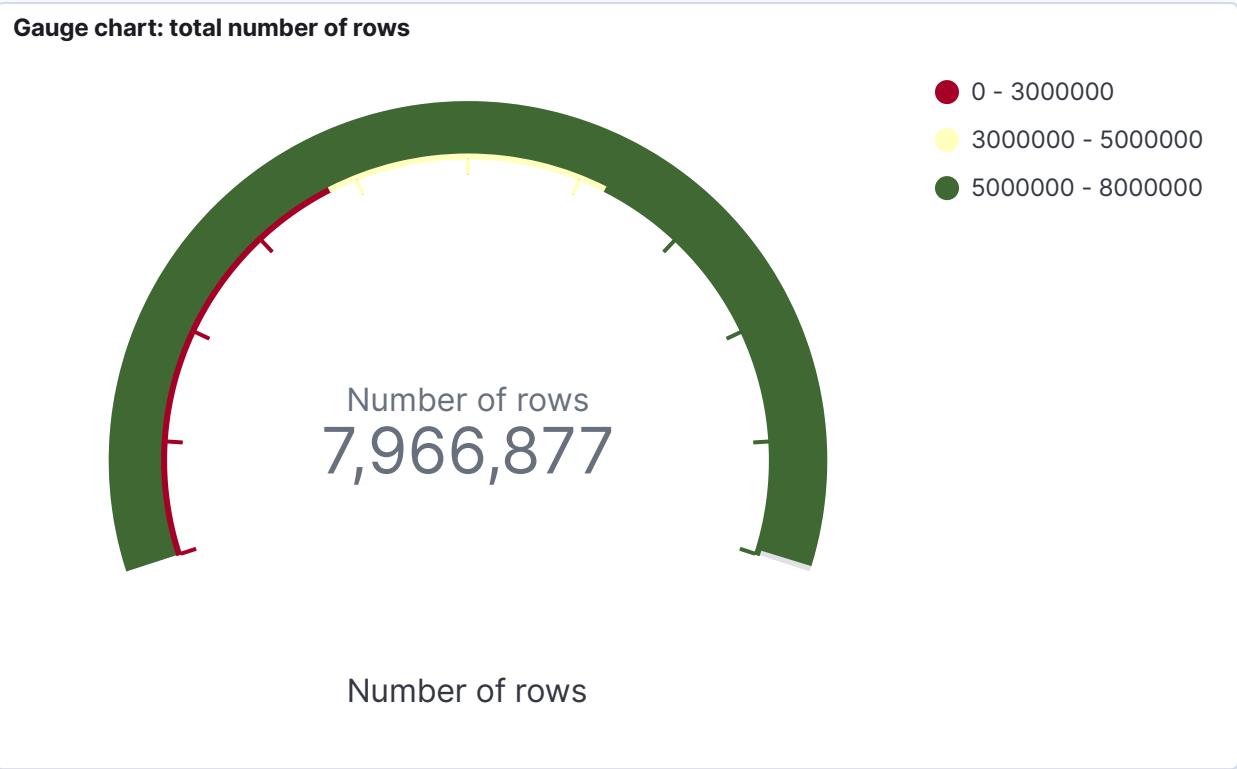 Gauge chart: total number of rows
0 - 3000000
3000000 - 5000000
5000000 - 8000000
Number of rows
7,966,877
Number of rows